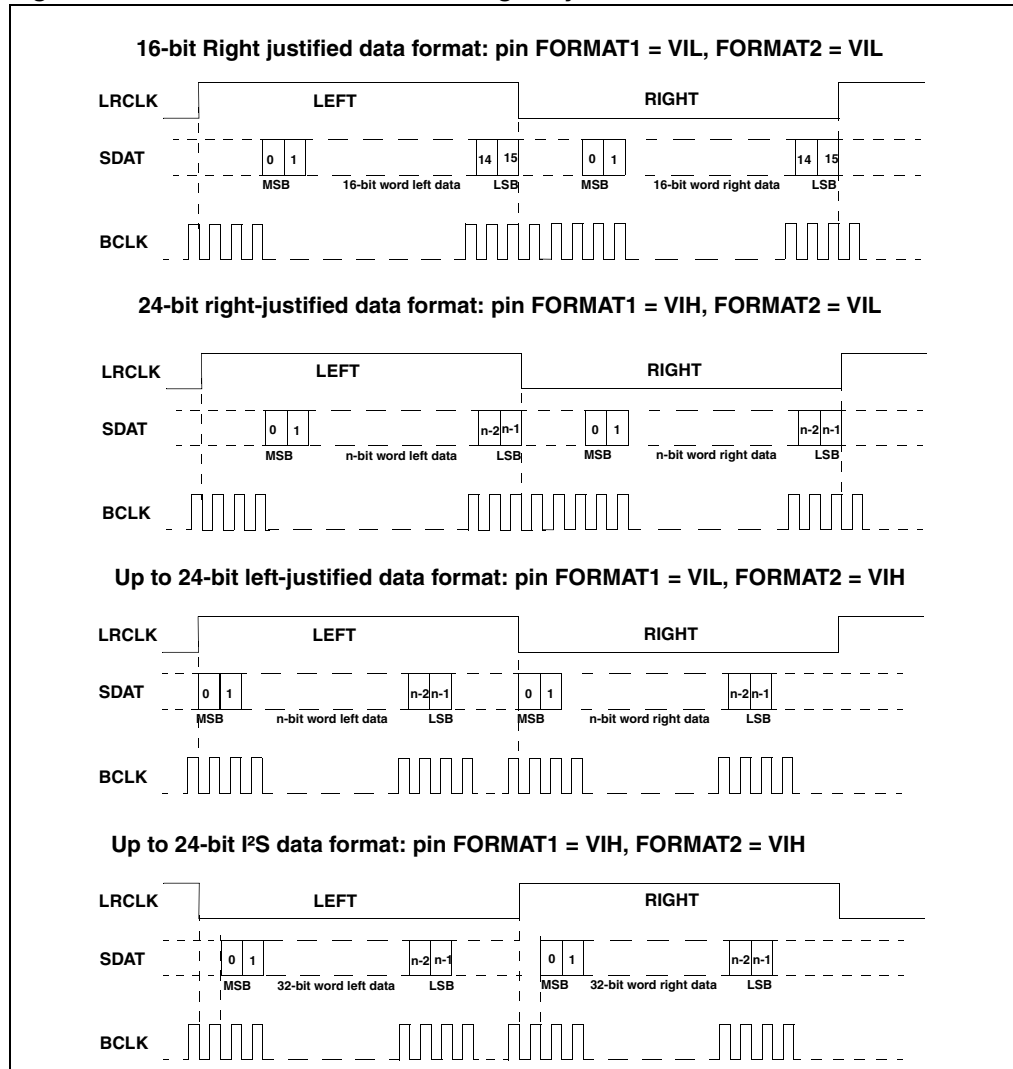 16-bit Right justified data format: pin FORMAT1 = VIL, FORMAT2 = VIL
LRCLK LEFT RIGHT
SDAT 0 1 14 15 0 1 14 15
MSB 16-bit word left data LSB MSB 16-bit word right data LSB
BCLK
24-bit right-justified data format: pin FORMAT1 = VIH, FORMAT2 = VIL
LRCLK LEFT RIGHT
SDAT 0 1 n-2 n-1 0 1 n-2 n-1
MSB n-bit word left data LSB MSB n-bit word right data LSB
BCLK
Up to 24-bit left-justified data format: pin FORMAT1 = VIL, FORMAT2 = VIH
LRCLK LEFT RIGHT
SDAT 0 1 n-2 n-1 0 1 n-2 n-1
MSB n-bit word left data LSB MSB n-bit word right data LSB
BCLK
Up to 24-bit I²S data format: pin FORMAT1 = VIH, FORMAT2 = VIH
LRCLK LEFT RIGHT
SDAT 0 1 n-2 n-1 0 1 n-2 n-1
MSB 32-bit word left data LSB MSB 32-bit word right data LSB
BCLK